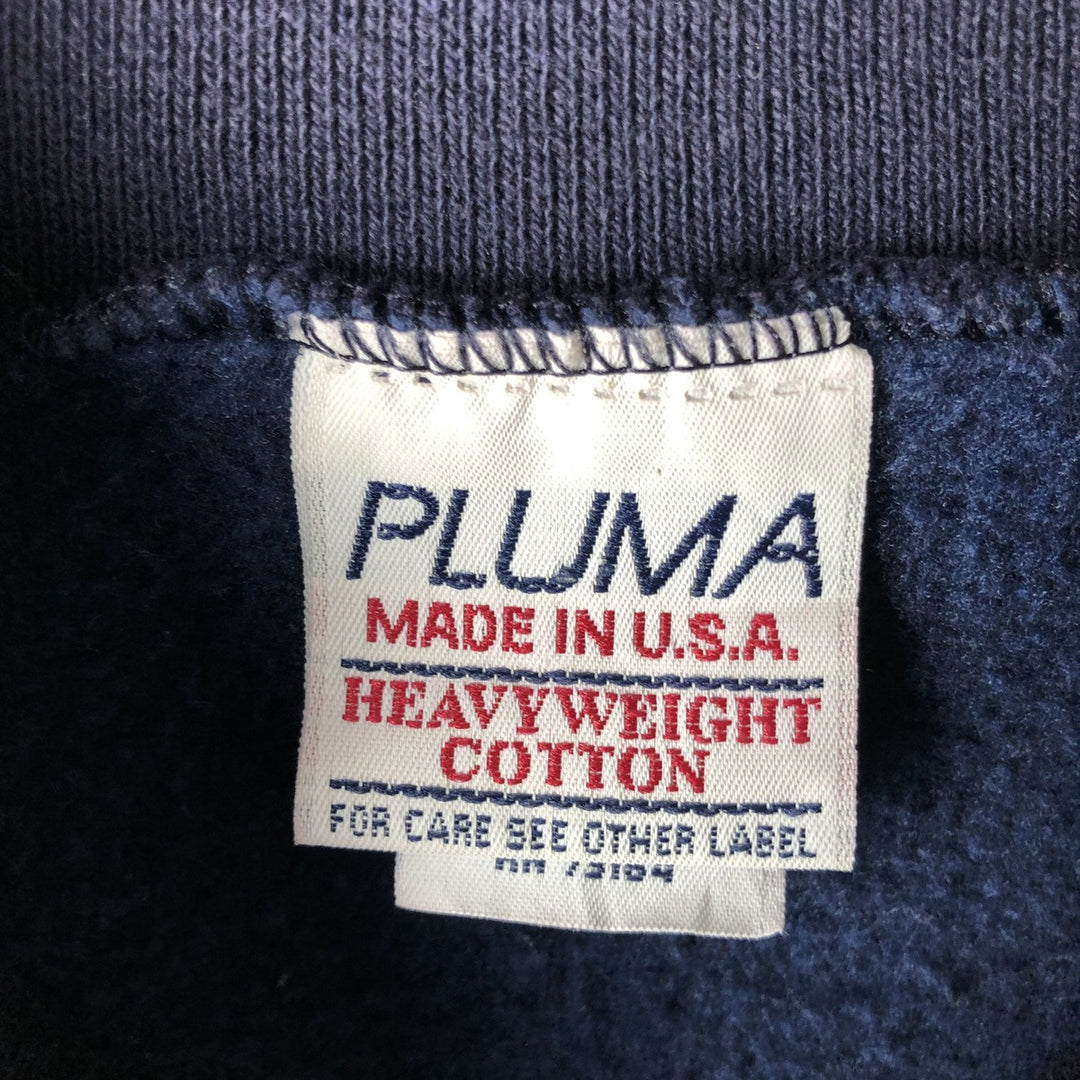 PLUMA
MADE IN U.S.A.
HEAVYWEIGHT
COTTON
FOR CARE SEE OTHER LABEL